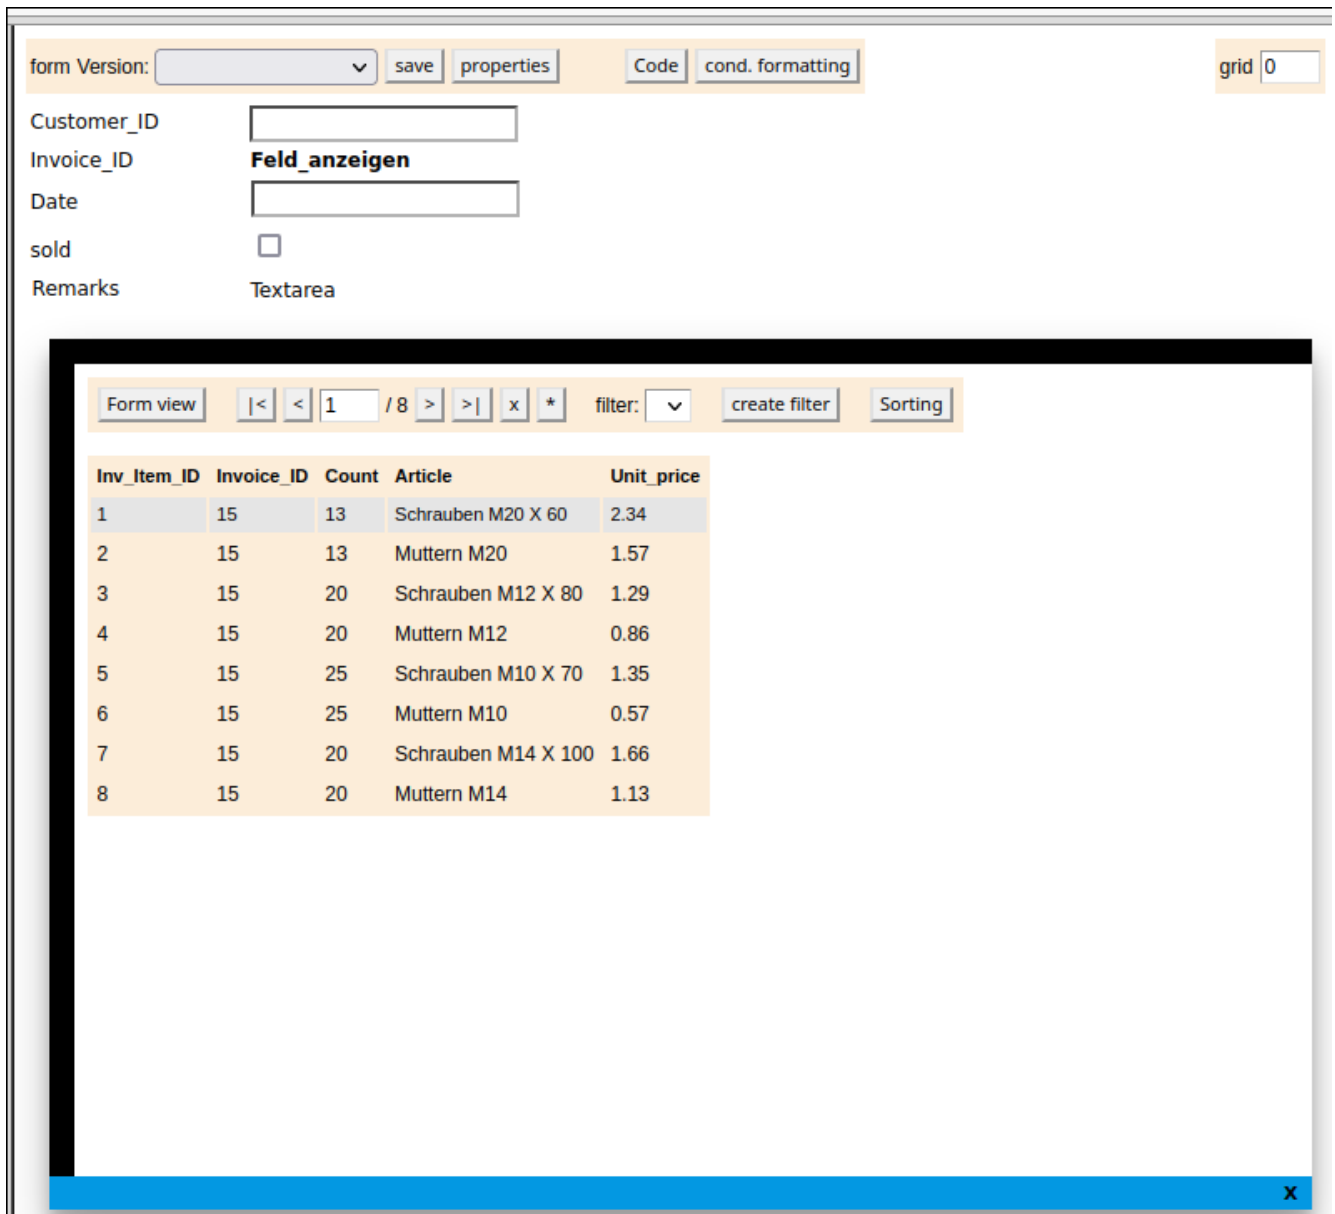 form Version: save properties Code cond. formatting grid 0
Customer_ID
Invoice_ID Feld_anzeigen
Date
sold
Remarks Textarea
Form view |< < 1 / 8 > >| x * filter: create filter Sorting
Inv_Item_ID Invoice_ID Count Article Unit_price
1 15 13 Schrauben M20 X 60 2.34
2 15 13 Muttern M20 1.57
3 15 20 Schrauben M12 X 80 1.29
4 15 20 Muttern M12 0.86
5 15 25 Schrauben M10 X 70 1.35
6 15 25 Muttern M10 0.57
7 15 20 Schrauben M14 X 100 1.66
8 15 20 Muttern M14 1.13
x